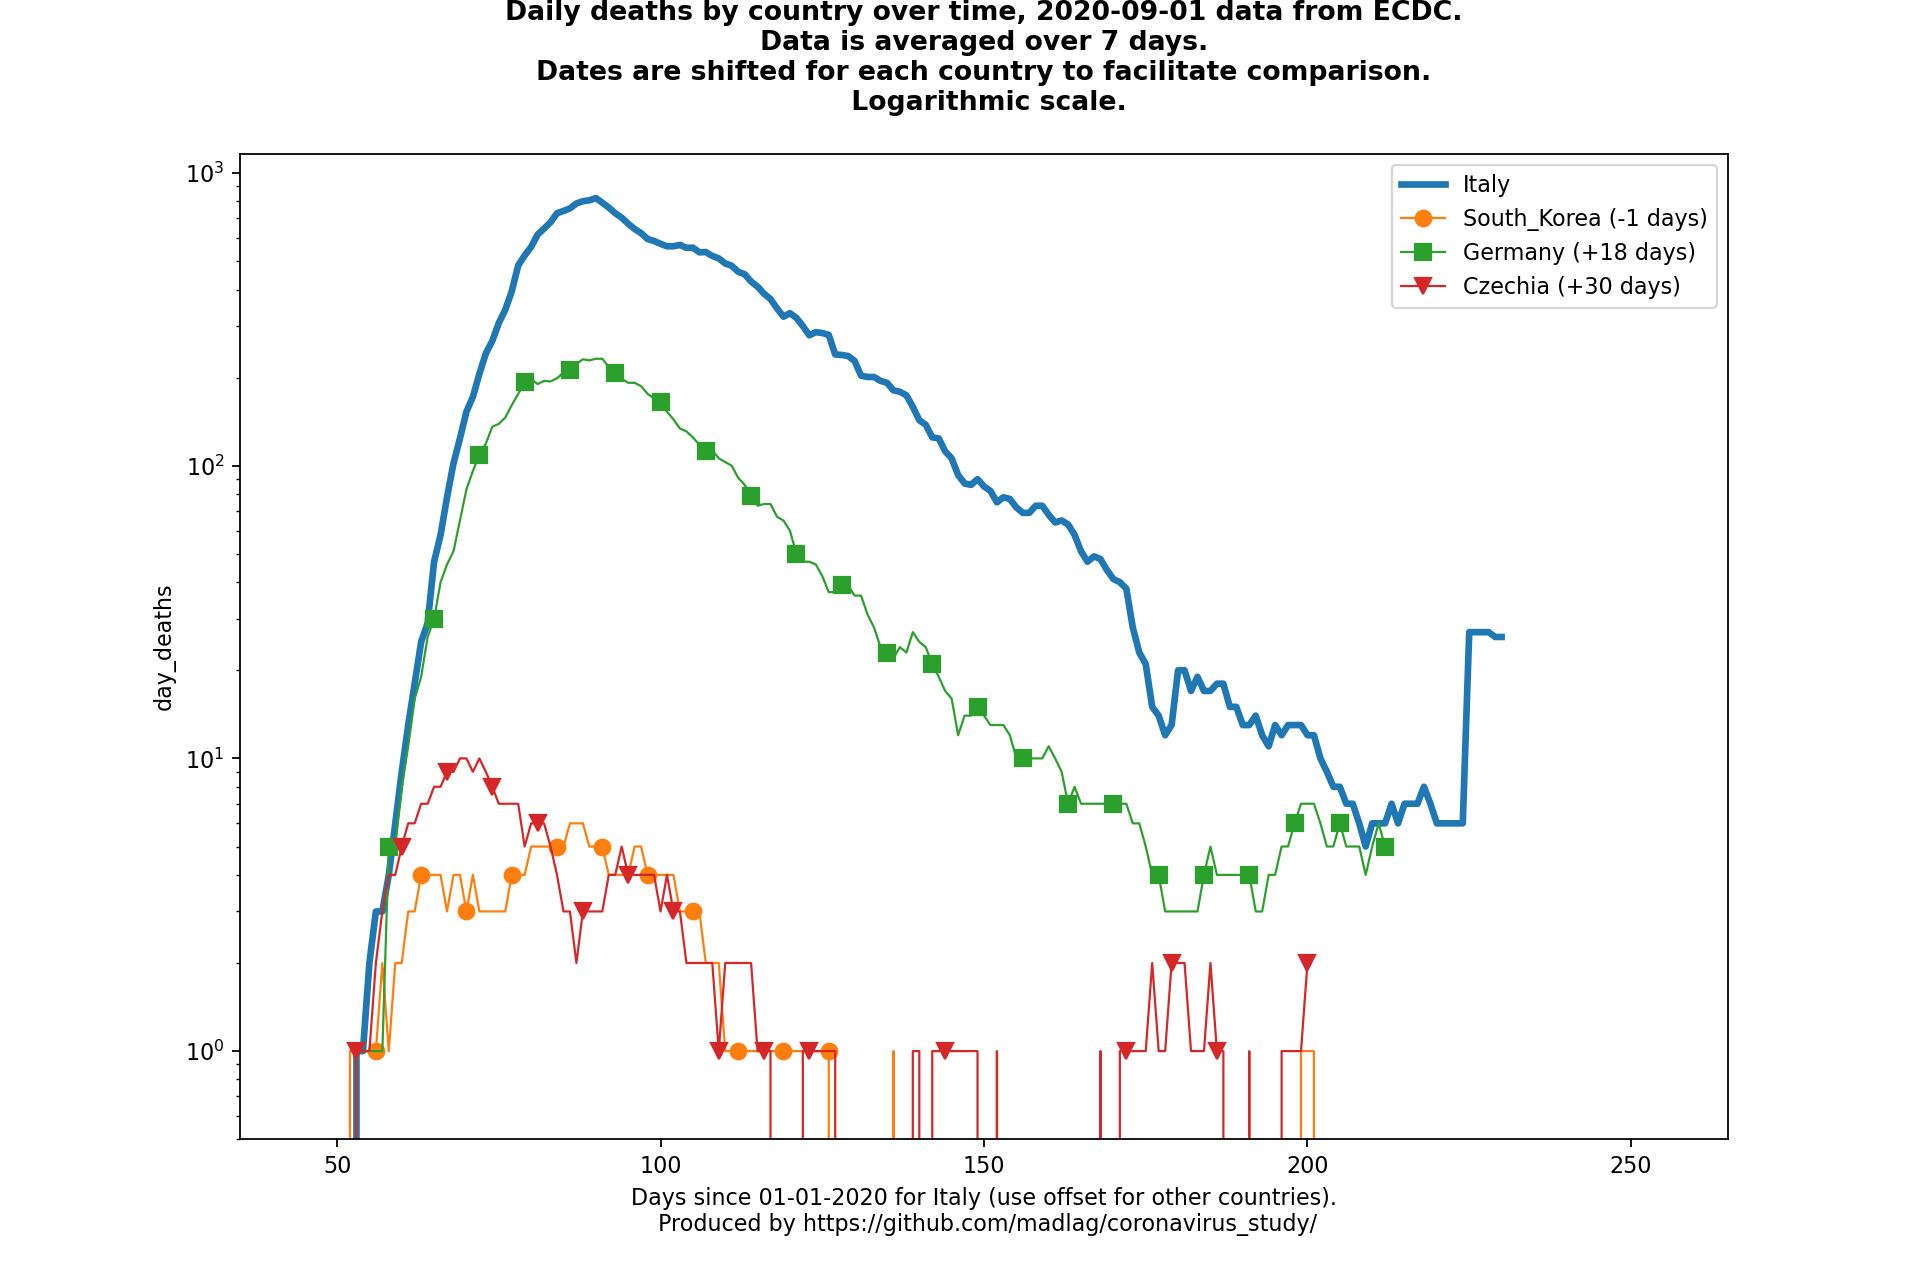 Daily deaths by country over time, 2020-09-01 data from ECDC.
Data is averaged over 7 days.
Dates are shifted for each country to facilitate comparison.
Logarithmic scale.
10³
10²
10¹
10⁰
day_deaths
Italy
South_Korea (-1 days)
Germany (+18 days)
Czechia (+30 days)
50 100 150 200 250
Days since 01-01-2020 for Italy (use offset for other countries).
Produced by https://github.com/madlag/coronavirus_study/